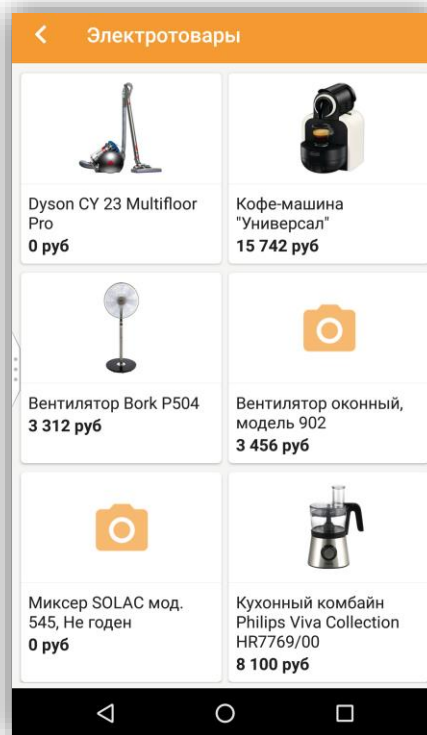 Электротовары
Dyson CY 23 Multifloor
Pro
0 руб
Кофе-машина
"Универсал"
15 742 руб
Вентилятор Bork P504
3 312 руб
Вентилятор оконный,
модель 902
3 456 руб
Миксер SOLAC мод.
545, Не годен
0 руб
Кухонный комбайн
Philips Viva Collection
HR7769/00
8 100 руб